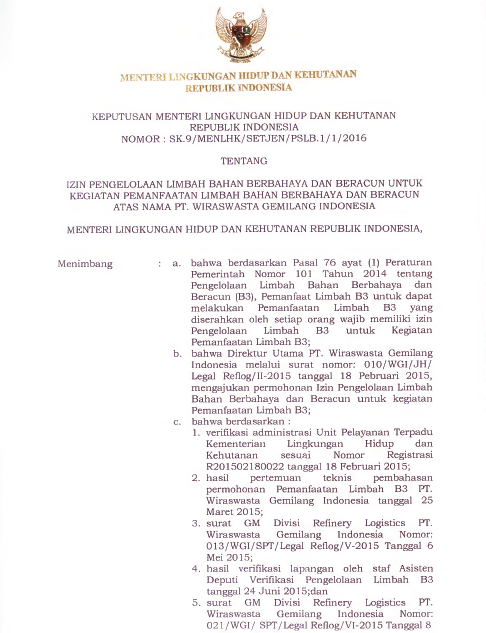 MENTERI LINGKUNGAN HIDUP DAN KEHUTANAN
REPUBLIK INDONESIA
KEPUTUSAN MENTERI LINGKUNGAN HIDUP DAN KEHUTANAN
REPUBLIK INDONESIA
NOMOR : SK.9/MENLHK/SETJEN/PSLB.1/1/2016
TENTANG
IZIN PENGELOLAAN LIMBAH BAHAN BERBAHAYA DAN BERACUN UNTUK
KEGIATAN PEMANFAATAN LIMBAH BAHAN BERBAHAYA DAN BERACUN
ATAS NAMA PT. WIRASWASTA GEMILANG INDONESIA
MENTERI LINGKUNGAN HIDUP DAN KEHUTANAN REPUBLIK INDONESIA,
Menimbang : a. bahwa berdasarkan Pasal 76 ayat (1) Peraturan
Pemerintah Nomor 101 Tahun 2014 tentang
Pengelolaan Limbah Bahan Berbahaya dan
Beracun (B3), Pemanfaat Limbah B3 untuk dapat
melakukan Pemanfaatan Limbah B3 yang
diserahkan oleh setiap orang wajib memiliki izin
Pengelolaan Limbah B3 untuk Kegiatan
Pemanfaatan Limbah B3;
b. bahwa Direktur Utama PT. Wiraswasta Gemilang
Indonesia melalui surat nomor: 010/WGI/JH/
Legal Reflog/II-2015 tanggal 18 Pebruari 2015,
mengajukan permohonan Izin Pengelolaan Limbah
Bahan Berbahaya dan Beracun untuk kegiatan
Pemanfaatan Limbah B3;
c. bahwa berdasarkan :
1. verifikasi administrasi Unit Pelayanan Terpadu
Kementerian Lingkungan Hidup dan
Kehutanan sesuai Nomor Registrasi
R201502180022 tanggal 18 Februari 2015;
2. hasil pertemuan teknis pembahasan
permohonan Pemanfaatan Limbah B3 PT.
Wiraswasta Gemilang Indonesia tanggal 25
Maret 2015;
3. surat GM Divisi Refinery Logistics PT.
Wiraswasta Gemilang Indonesia Nomor:
013/WGI/SPT/Legal Reflog/V-2015 Tanggal 6
Mei 2015;
4. hasil verifikasi lapangan oleh staf Asisten
Deputi Verifikasi Pengelolaan Limbah B3
tanggal 24 Juni 2015;dan
5. surat GM Divisi Refinery Logistics PT.
Wiraswasta Gemilang Indonesia Nomor:
021/WGI/ SPT/Legal Reflog/VI-2015 Tanggal 8